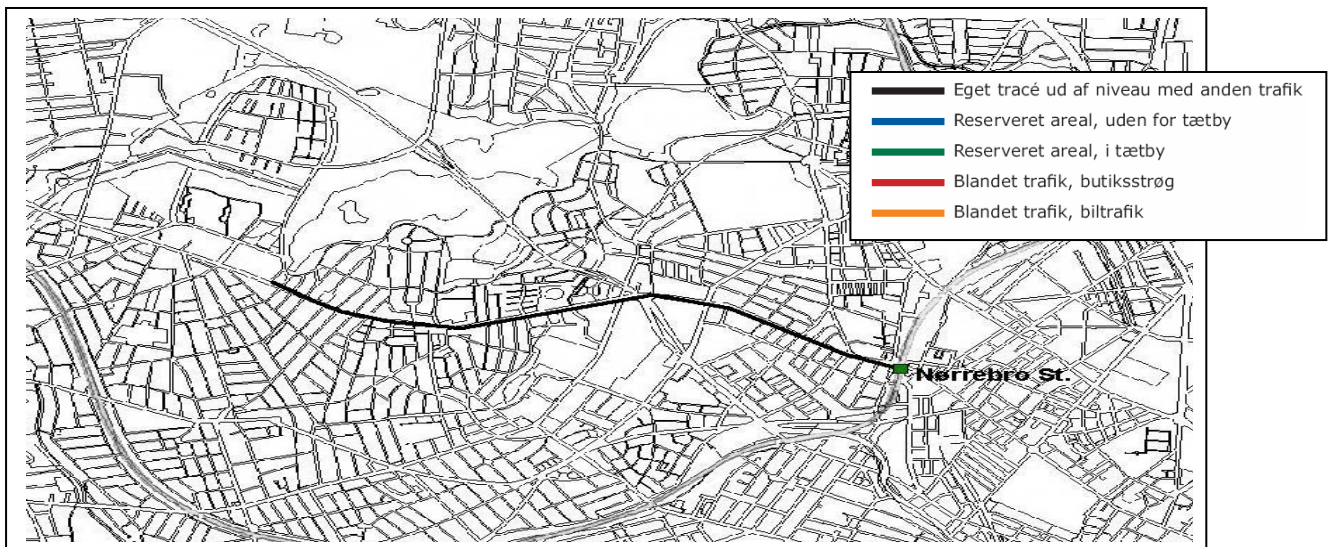 Eget tracé ud af niveau med anden trafik
Reserveret areal, uden for tætby
Reserveret areal, i tætby
Blandet trafik, butiksstrøg
Blandet trafik, biltrafik
Nørrebro St.